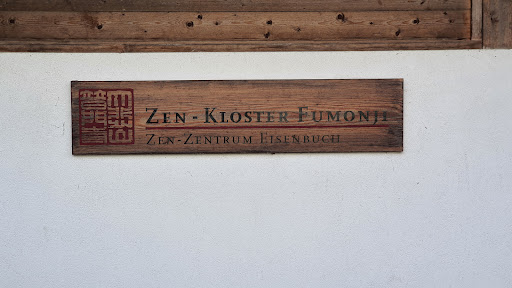 Zen - Kloster Fumonji
Zen-Zentrum Eisenbuch